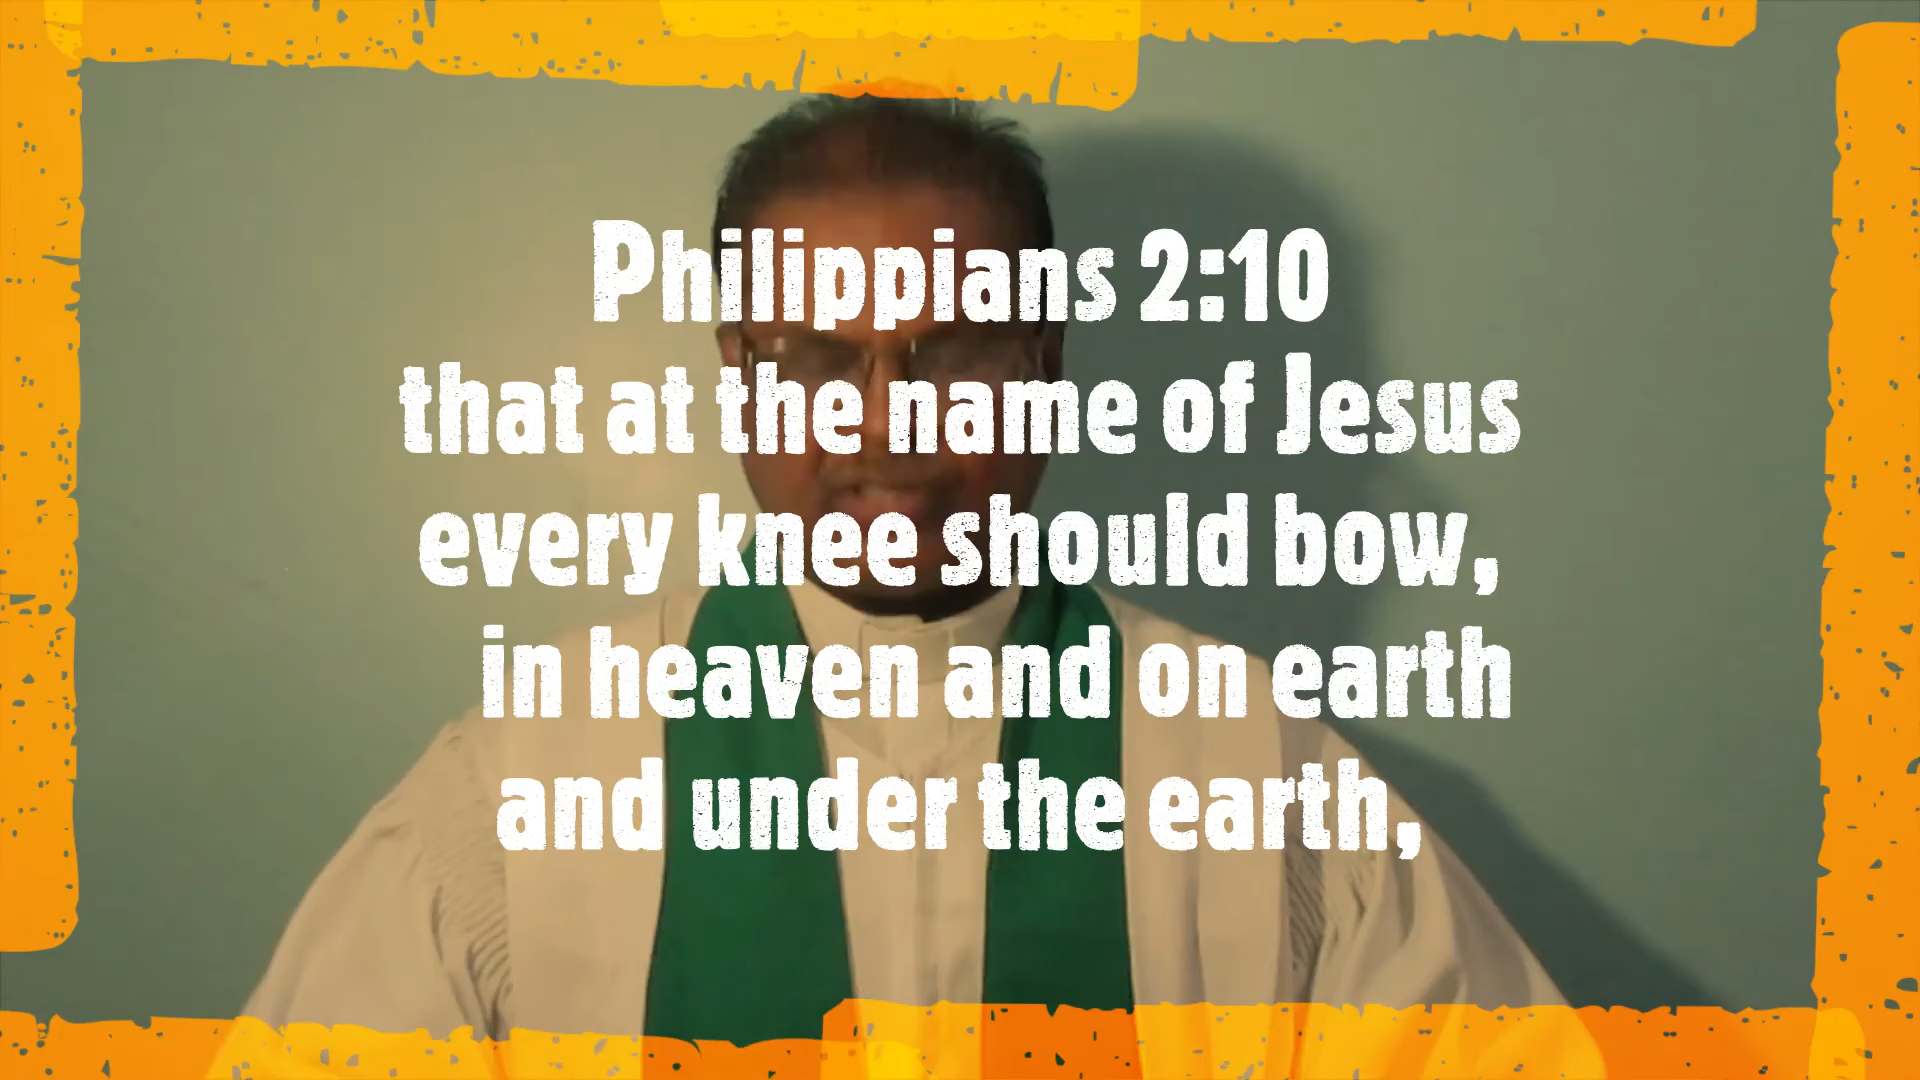 Philippians 2:10
that at the name of Jesus
every knee should bow,
in heaven and on earth
and under the earth,